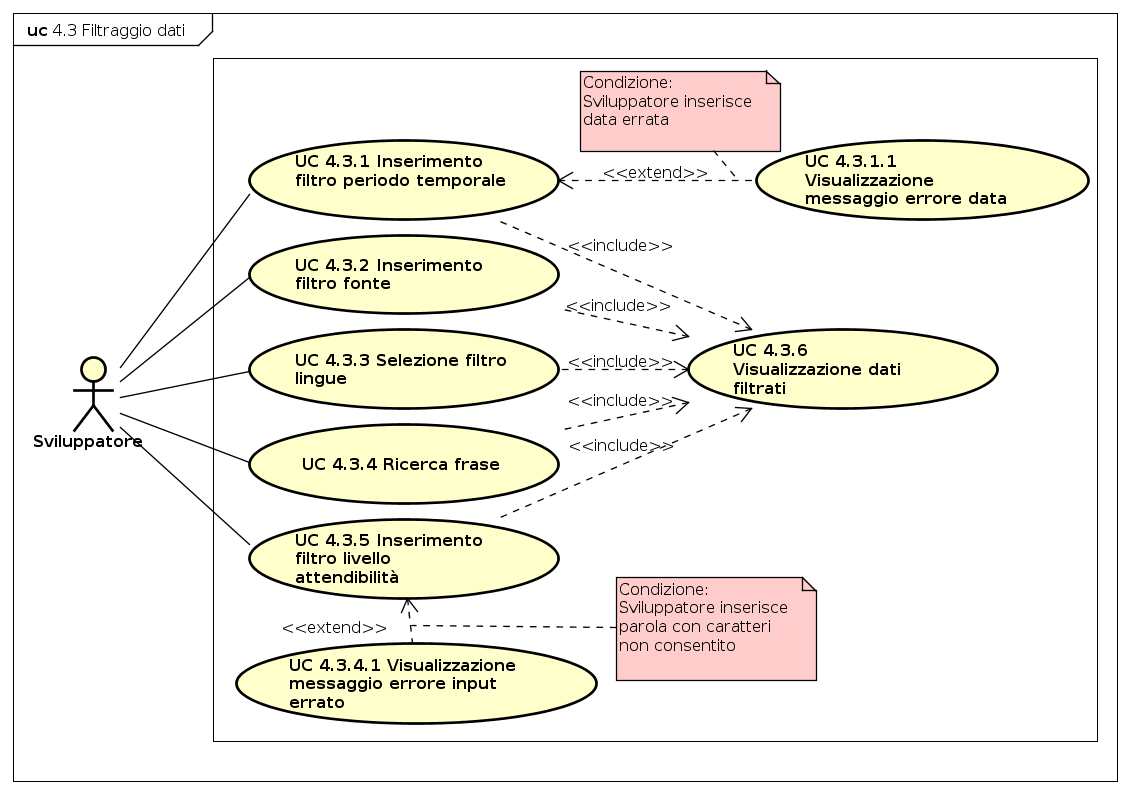 uc 4.3 Filtraggio dati
Condizione:
Sviluppatore inserisce
data errata
UC 4.3.1 Inserimento
filtro periodo temporale
<<extend>>
UC 4.3.1.1
Visualizzazione
messaggio errore data
<<include>>
UC 4.3.2 Inserimento
filtro fonte
<<include>>
UC 4.3.3 Selezione filtro
lingue
<<include>>
UC 4.3.6
Visualizzazione dati
filtrati
<<include>>
Sviluppatore
UC 4.3.4 Ricerca frase
<<include>>
UC 4.3.5 Inserimento
filtro livello
attendibilità
Condizione:
Sviluppatore inserisce
parola con caratteri
non consentito
<<extend>>
UC 4.3.4.1 Visualizzazione
messaggio errore input
errato